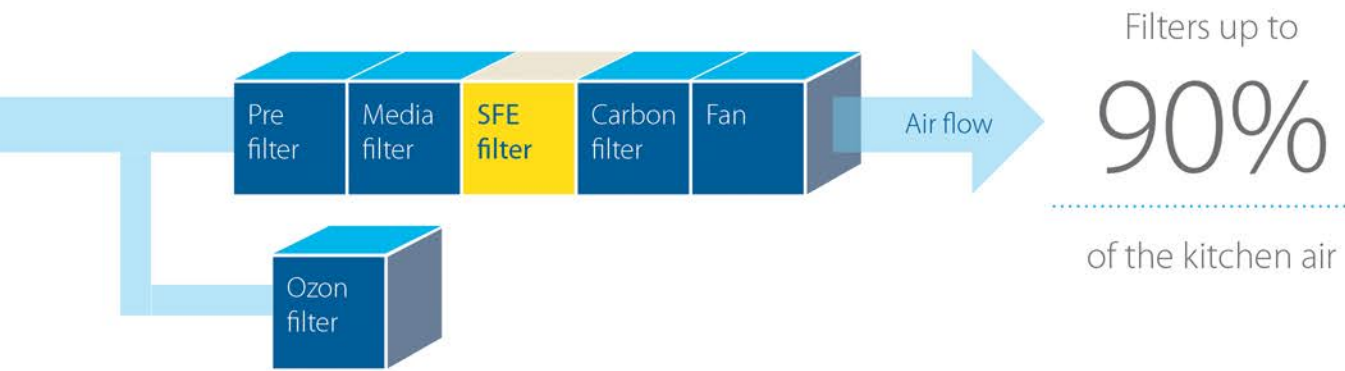 Pre
filter
Media
filter
SFE
filter
Carbon
filter
Fan
Air flow
Filters up to
90%
of the kitchen air
Ozon
filter